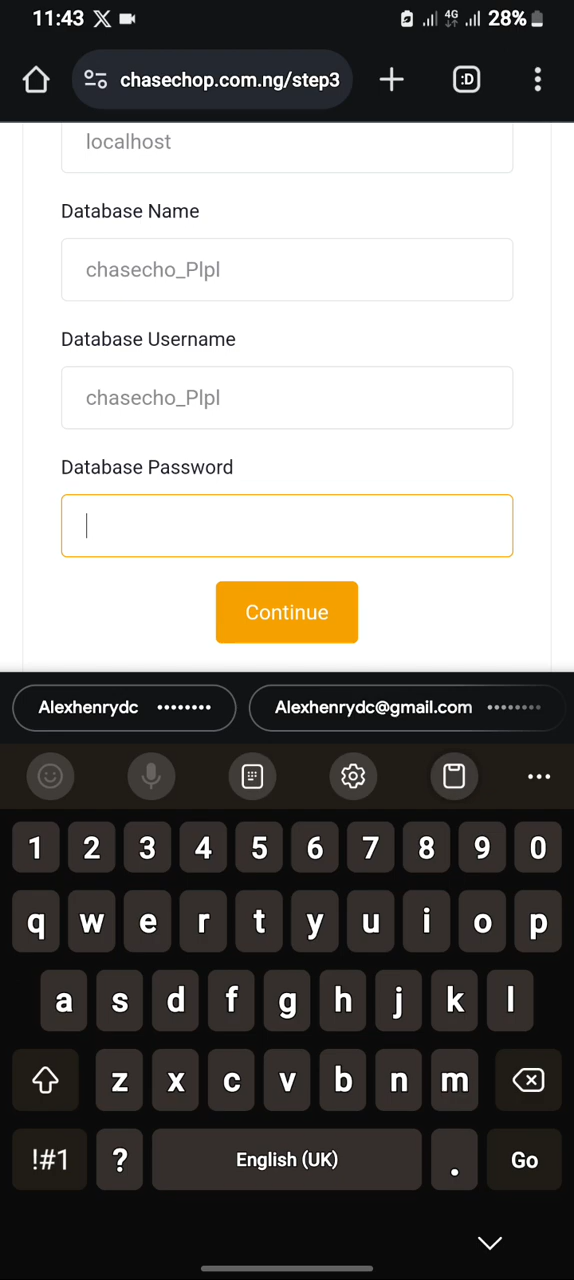 11:43 X 4G 28%
chasechop.com.ng/step3 :D
localhost
Database Name
chasecho_Plpl
Database Username
chasecho_Plpl
Database Password
Continue
Alexhenrydc •••••••• Alexhenrydc@gmail.com ••••••••
1 2 3 4 5 6 7 8 9 0
q w e r t y u i o p
a s d f g h j k l
z x c v b n m
!#1 ? English (UK) . Go